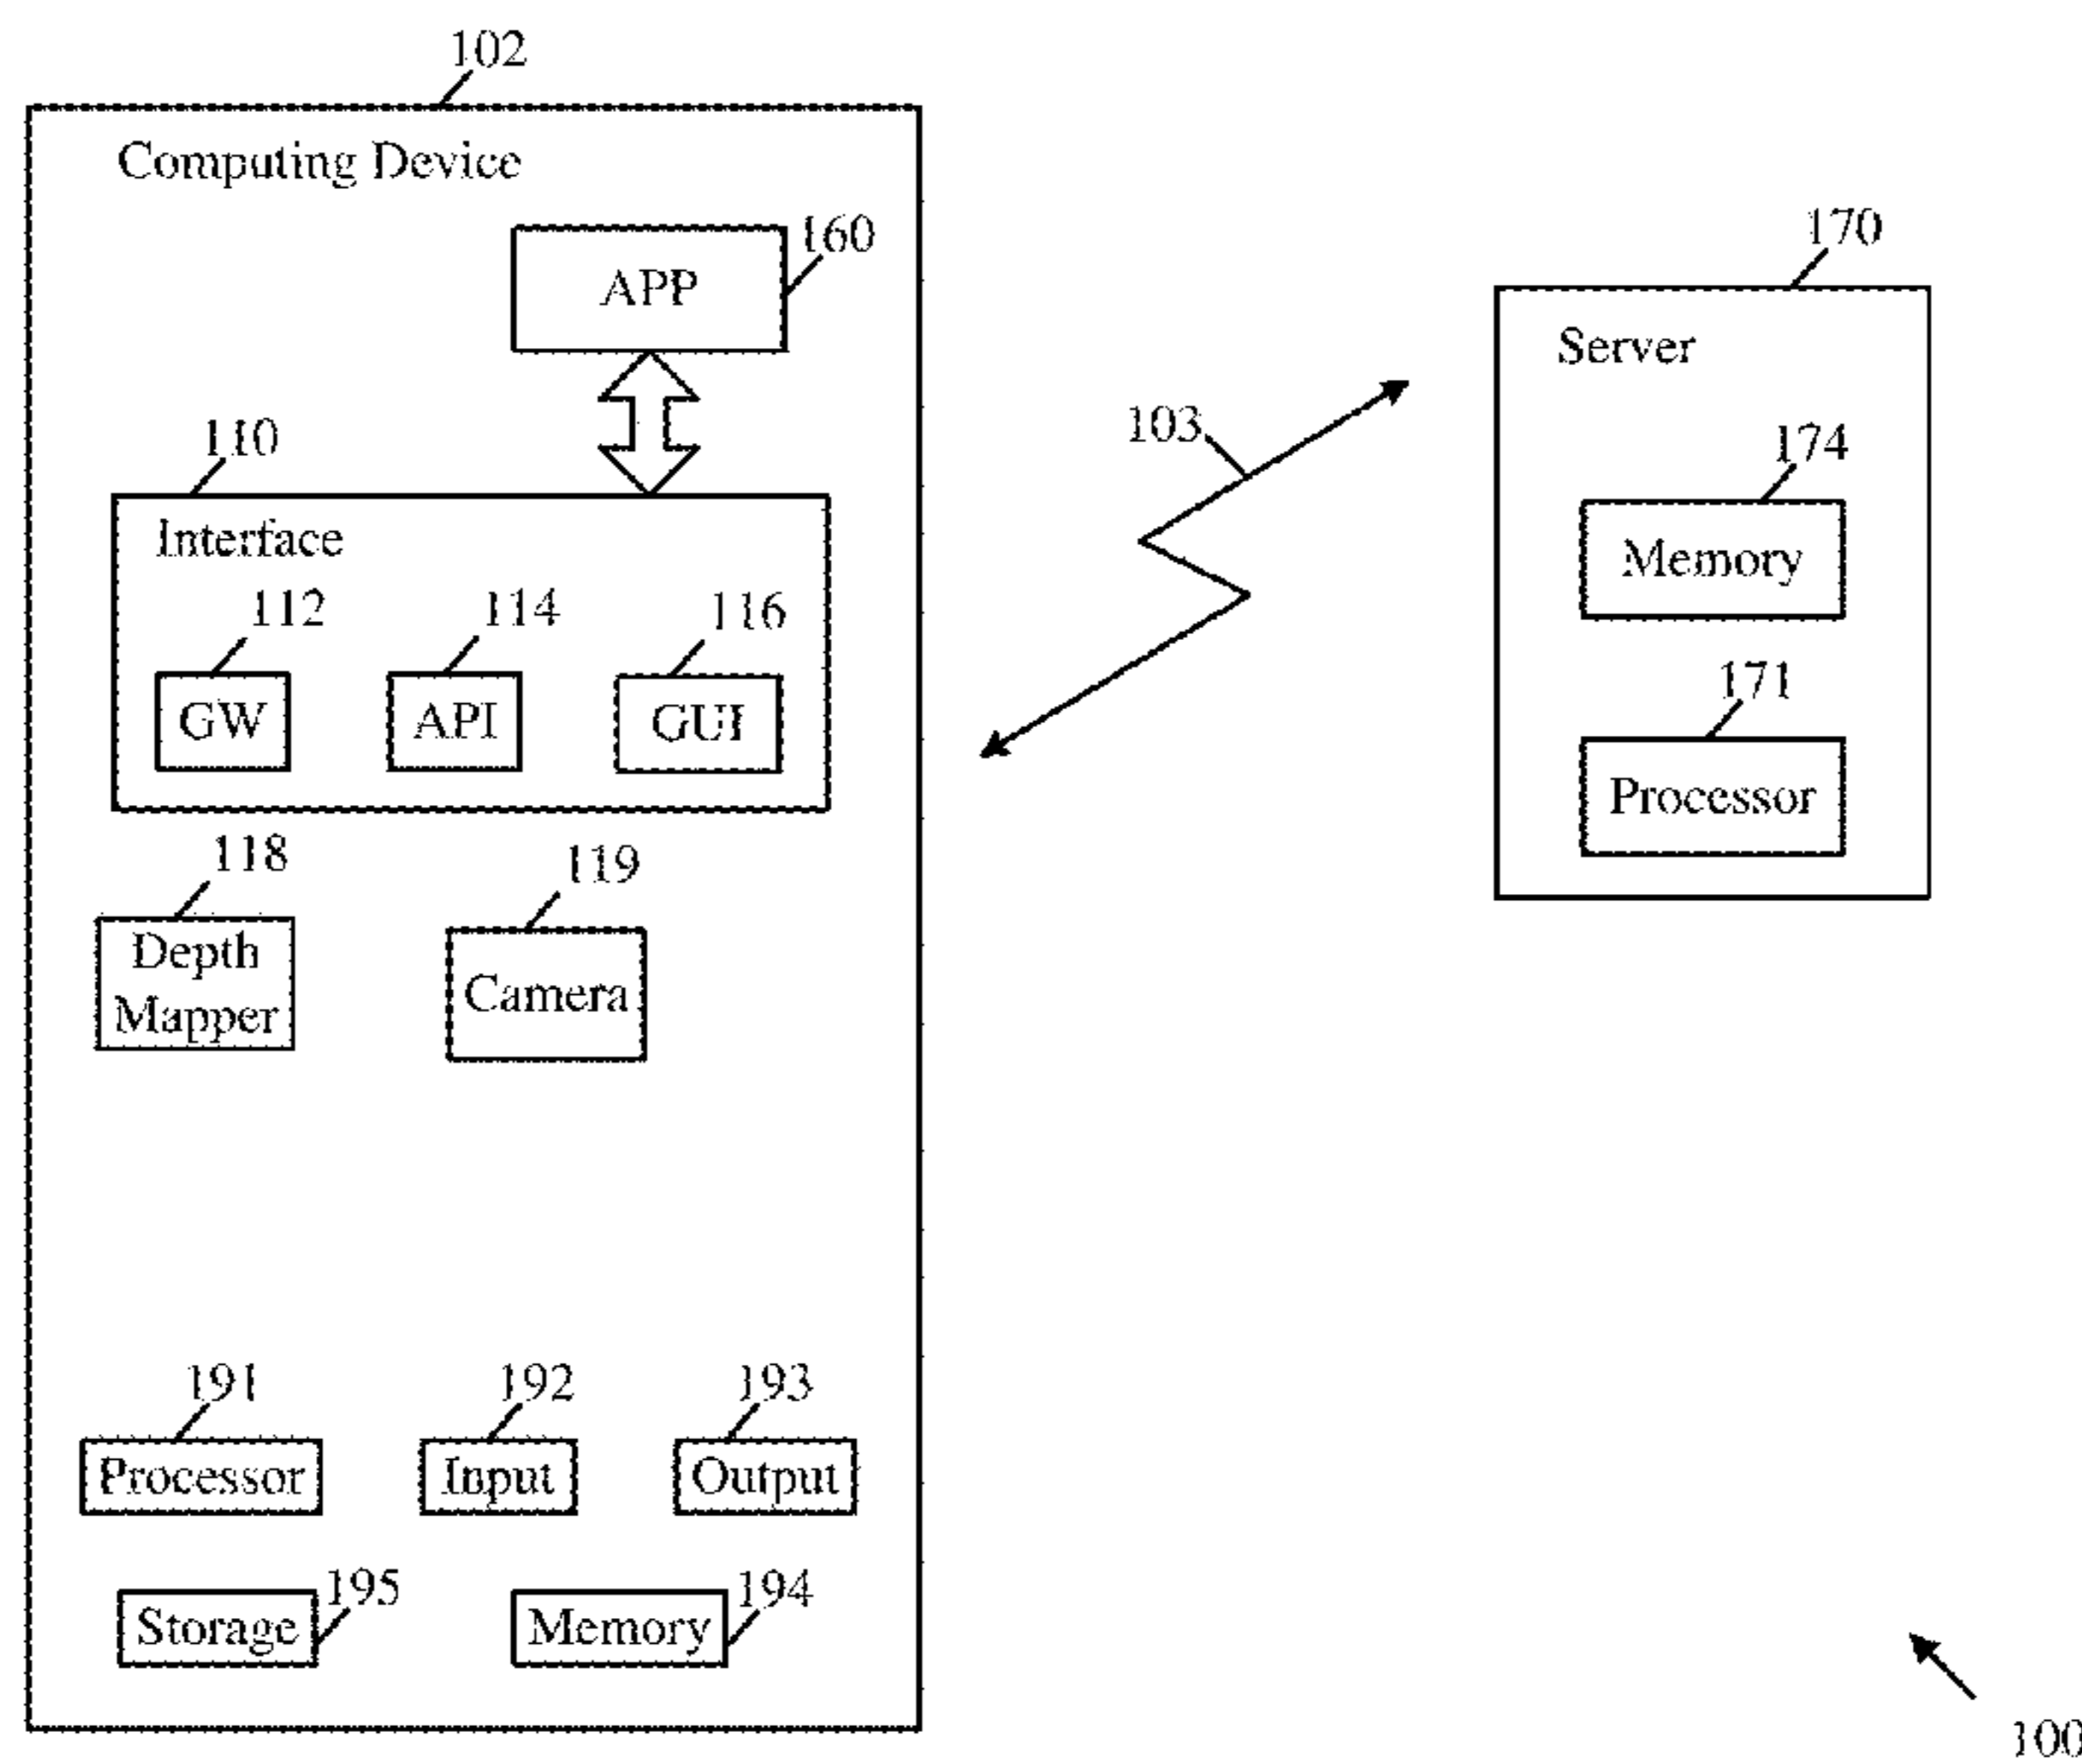 102
Computing Device
160
APP
170
Server
110
103
174
Interface
Memory
112
114
116
171
GW
API
GUI
Processor
118
119
Depth
Mapper
Camera
191
192
193
Processor
Input
Output
195
194
Storage
Memory
100